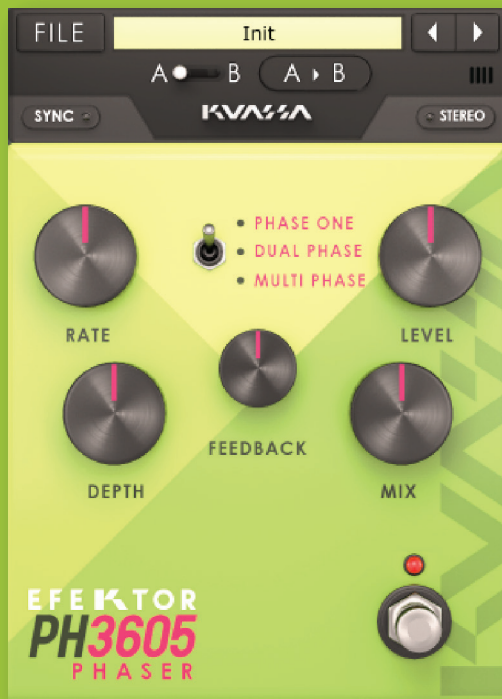 FILE
Init
A B
A B
SYNC
KVASSA
STEREO
PHASE ONE
DUAL PHASE
MULTI PHASE
RATE
LEVEL
FEEDBACK
DEPTH
MIX
EFEKTOR
PH3605
PHASER